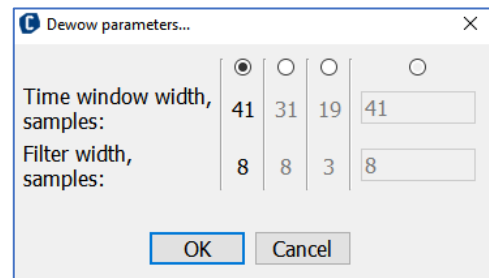 Dewow parameters...
Time window width, samples: 41 31 19 41
Filter width, samples: 8 8 3 8
OK Cancel